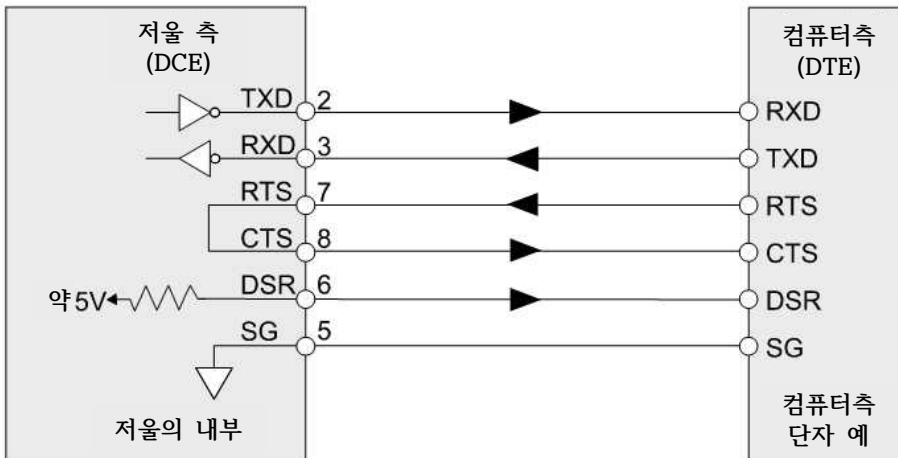 저울 측
(DCE)
컴퓨터측
(DTE)
TXD 2 RXD
RXD 3 TXD
RTS 7 RTS
CTS 8 CTS
약 5V DSR 6 DSR
SG 5 SG
저울의 내부
컴퓨터측
단자 예